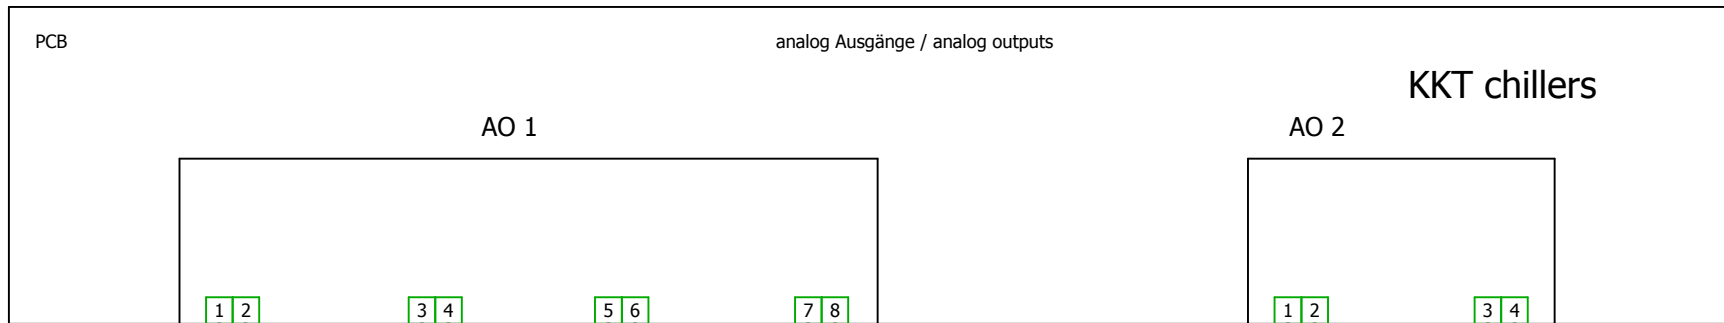 PCB analog Ausgänge / analog outputs
KKT chillers
AO 1 AO 2
1 2 3 4 5 6 7 8 1 2 3 4